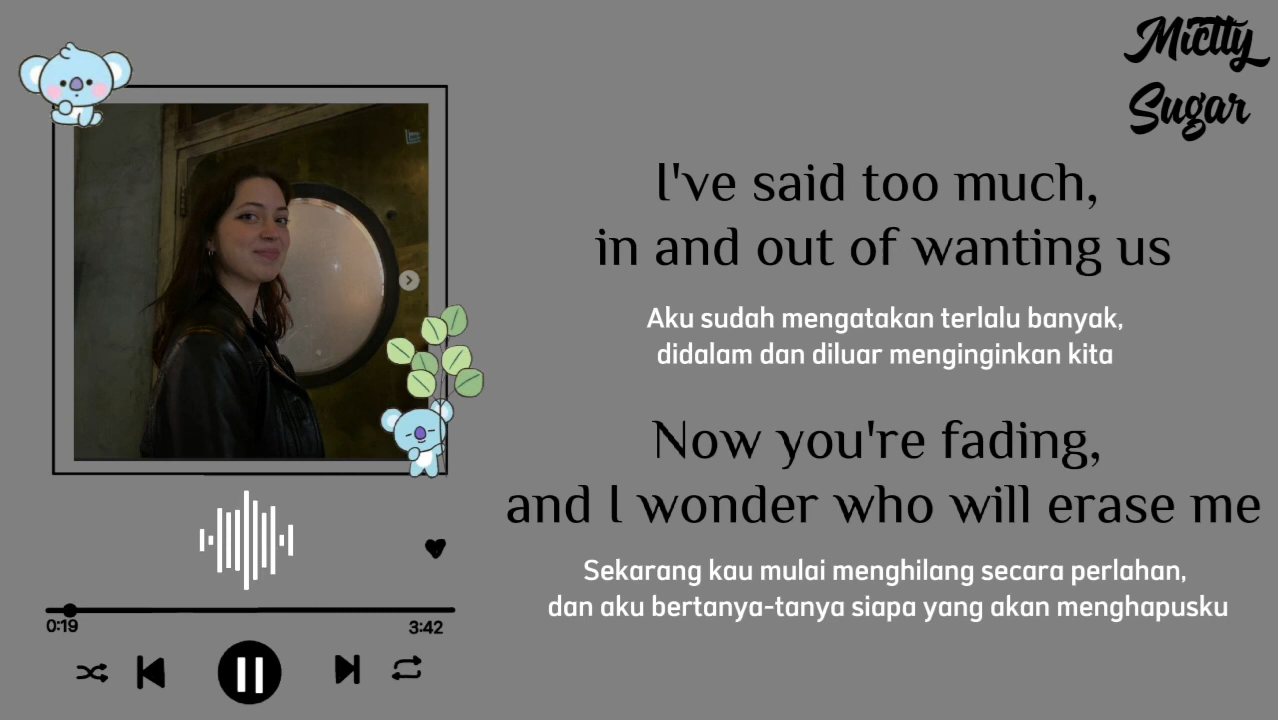 Mictty
Sugar
I've said too much,
in and out of wanting us
Aku sudah mengatakan terlalu banyak,
didalam dan diluar menginginkan kita
Now you're fading,
and I wonder who will erase me
Sekarang kau mulai menghilang secara perlahan,
dan aku bertanya-tanya siapa yang akan menghapusku
0:19
3:42